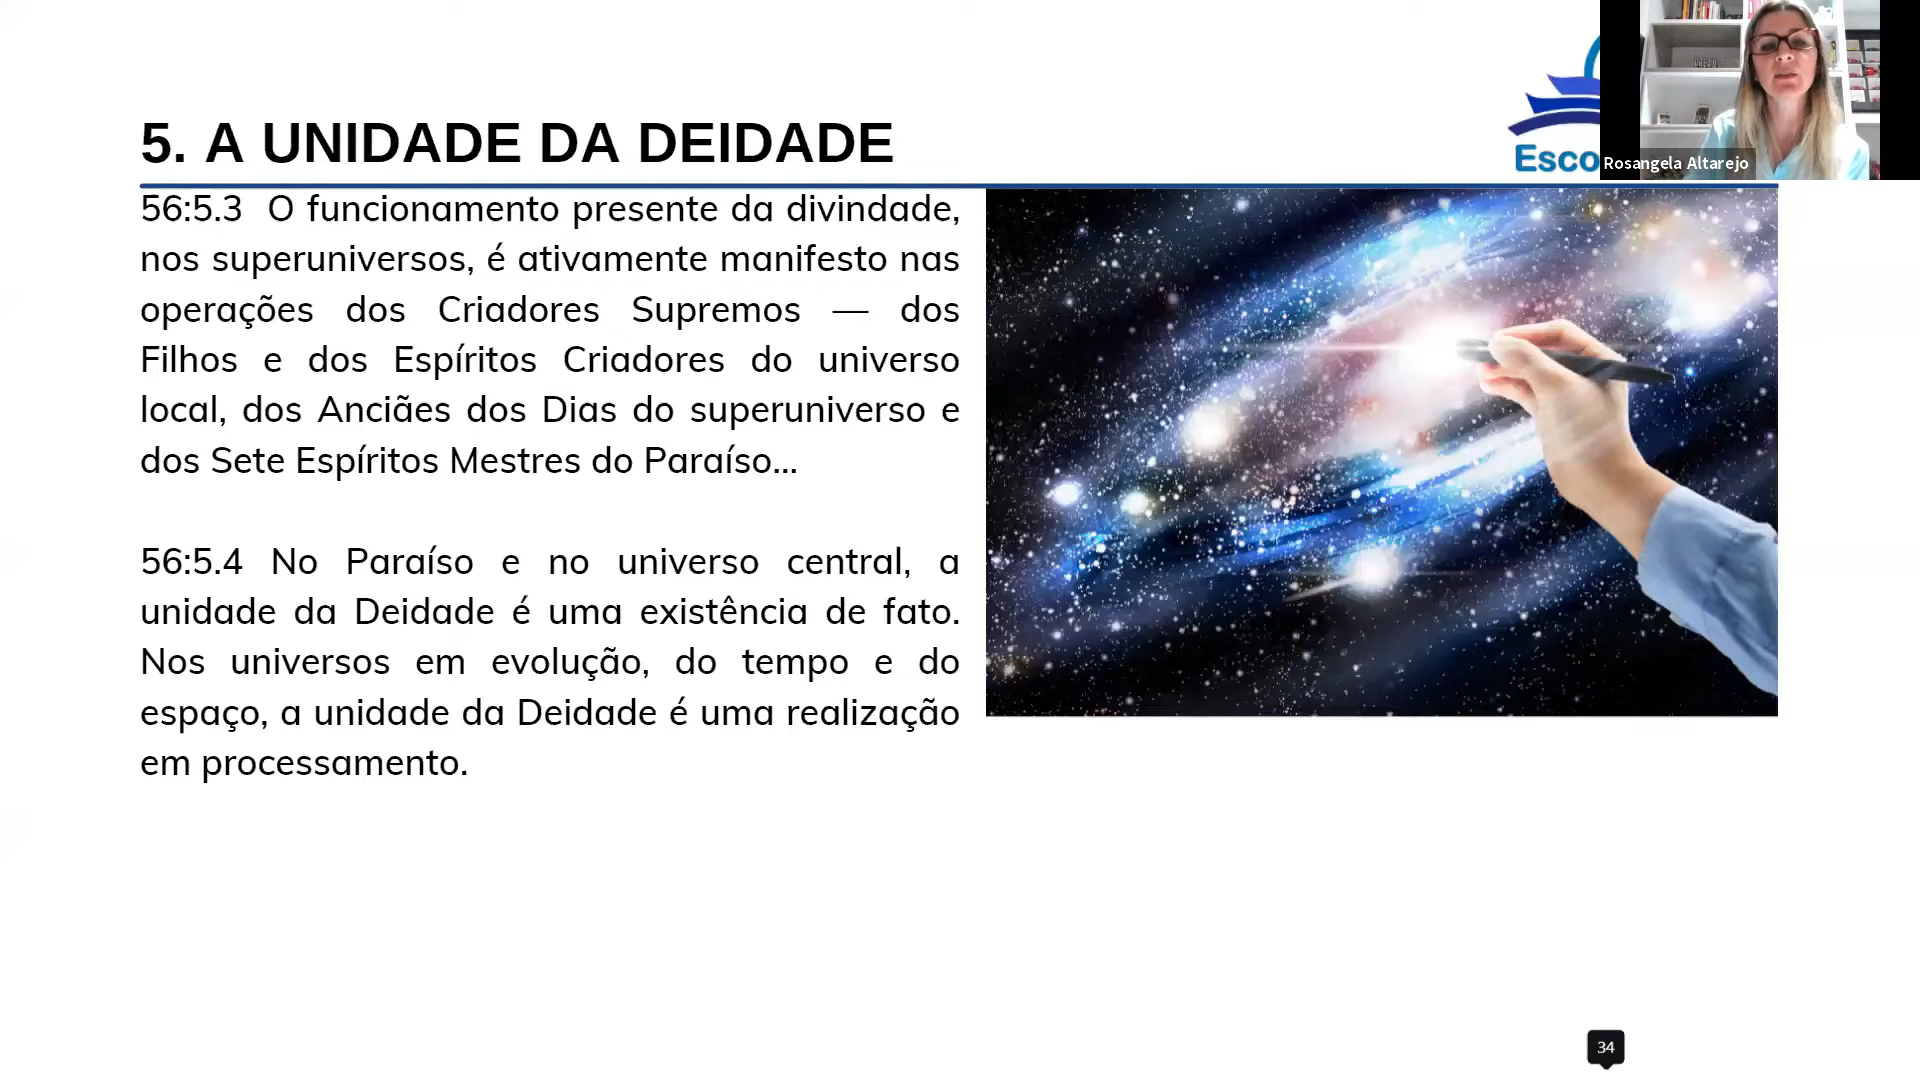 5. A UNIDADE DA DEIDADE
Esco
Rosangela Altarejo
56:5.3 O funcionamento presente da divindade,
nos superuniversos, é ativamente manifesto nas
operações dos Criadores Supremos — dos
Filhos e dos Espíritos Criadores do universo
local, dos Anciães dos Dias do superuniverso e
dos Sete Espíritos Mestres do Paraíso...
56:5.4 No Paraíso e no universo central, a
unidade da Deidade é uma existência de fato.
Nos universos em evolução, do tempo e do
espaço, a unidade da Deidade é uma realização
em processamento.
34